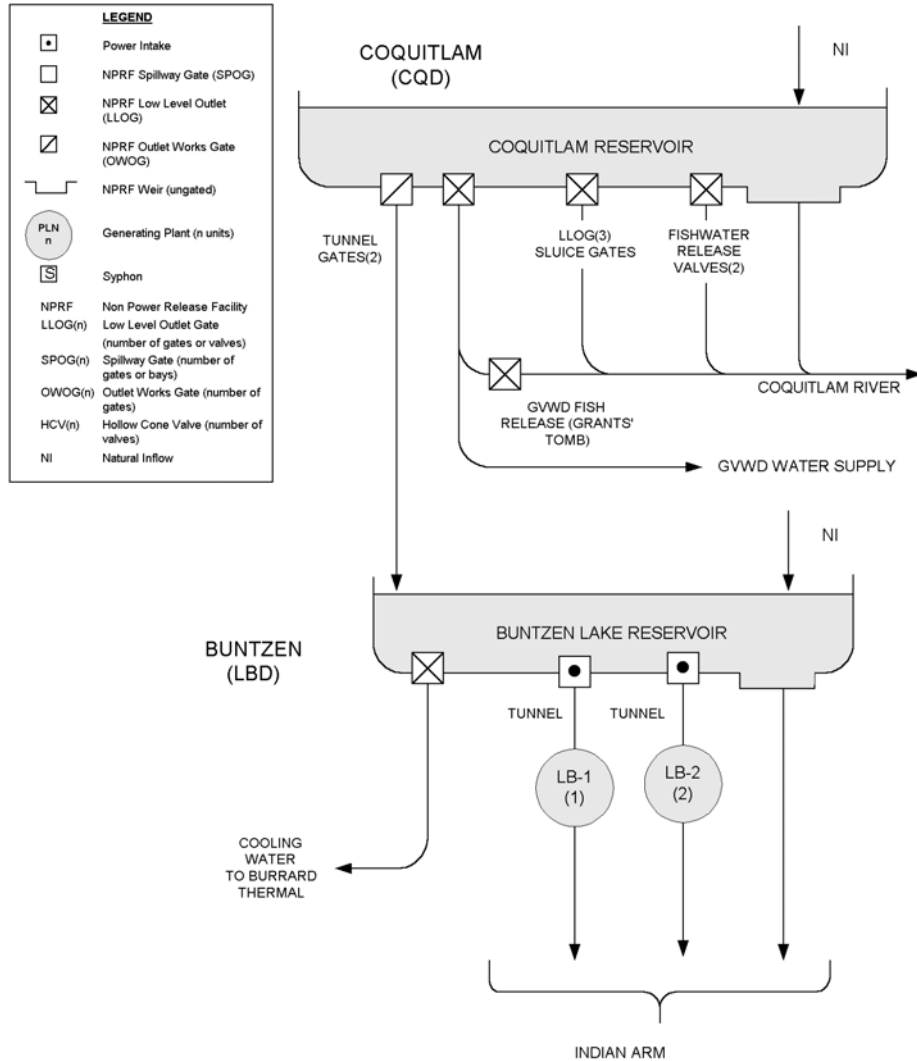 LEGEND
Power Intake
NPRF Spillway Gate (SPOG)
NPRF Low Level Outlet
(LLOG)
NPRF Outlet Works Gate
(OWOG)
NPRF Weir (ungated)
PLN
n
Generating Plant (n units)
S
Syphon
NPRF Non Power Release Facility
LLOG(n) Low Level Outlet Gate
(number of gates or valves)
SPOG(n) Spillway Gate (number of
gates or bays)
OWOG(n) Outlet Works Gate (number of
gates)
HCV(n) Hollow Cone Valve (number of
valves)
NI Natural Inflow
COQUITLAM
(CQD)
NI
COQUITLAM RESERVOIR
TUNNEL
GATES(2)
LLOG(3)
SLUICE GATES
FISHWATER
RELEASE
VALVES(2)
COQUITLAM RIVER
GVWD FISH
RELEASE (GRANTS'
TOMB)
GVWD WATER SUPPLY
NI
BUNTZEN
(LBD)
BUNTZEN LAKE RESERVOIR
TUNNEL
TUNNEL
LB-1
(1)
LB-2
(2)
COOLING
WATER
TO BURRARD
THERMAL
INDIAN ARM